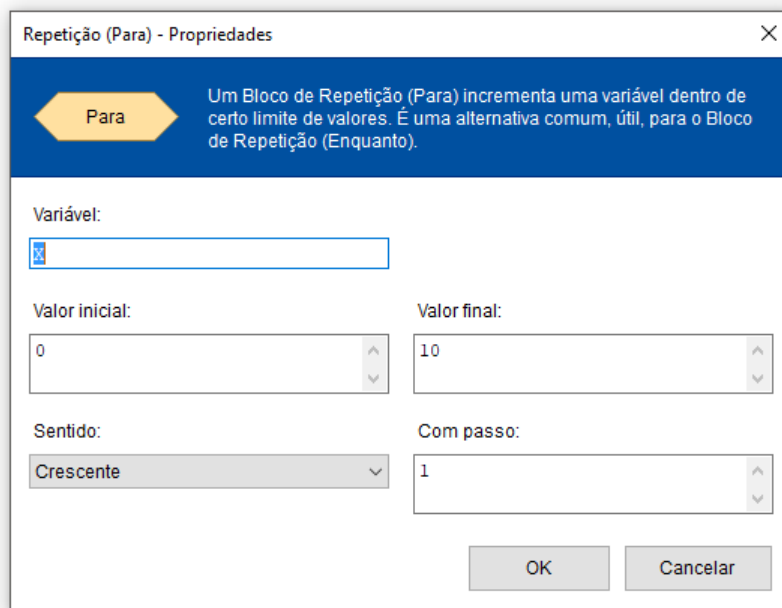 Repetição (Para) - Propriedades
Para
Um Bloco de Repetição (Para) incrementa uma variável dentro de
certo limite de valores. É uma alternativa comum, útil, para o Bloco
de Repetição (Enquanto).
Variável:
x
Valor inicial:
Valor final:
0
10
Sentido:
Com passo:
Crescente
1
OK
Cancelar